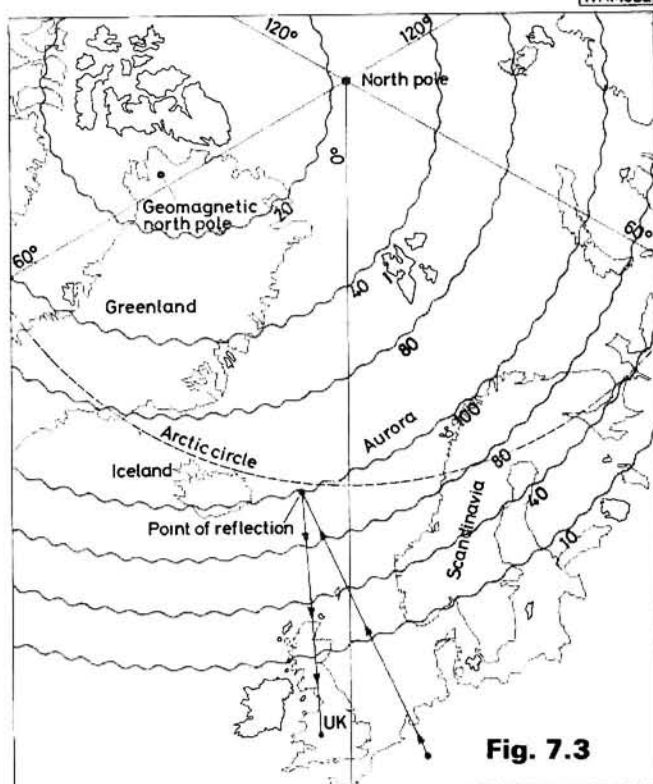 120°
120°
North pole
0°
Geomagnetic
north pole
20
60°
60°
Greenland
40
80
Aurora
100
Arctic circle
Iceland
80
Point of reflection
Scandinavia
40
10
UK
Fig. 7.3